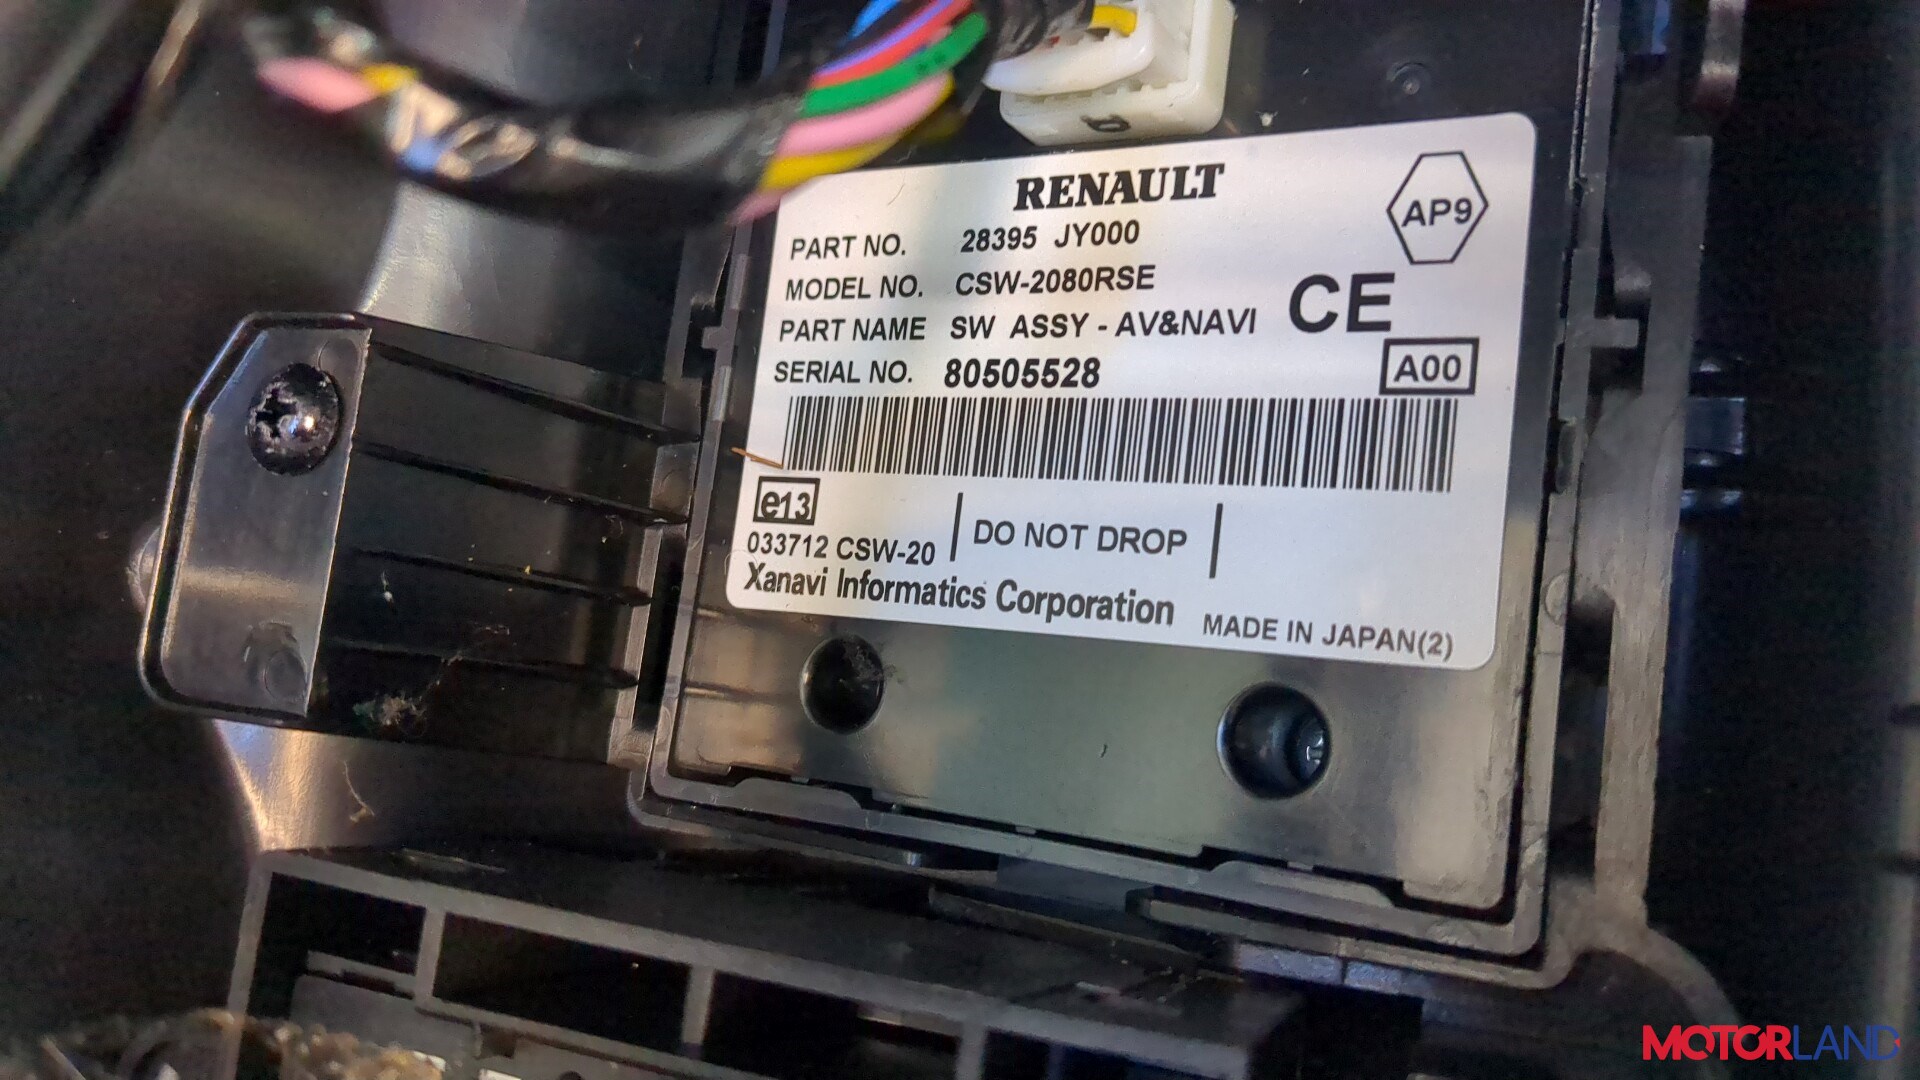 RENAULT
AP9
PART NO. 28395 JY000
MODEL NO. CSW-2080RSE
PART NAME SW ASSY - AV&NAVI
CE
SERIAL NO. 80505528
A00
e13
033712 CSW-20
DO NOT DROP
Xanavi Informatics Corporation
MADE IN JAPAN(2)
MOTORLAND